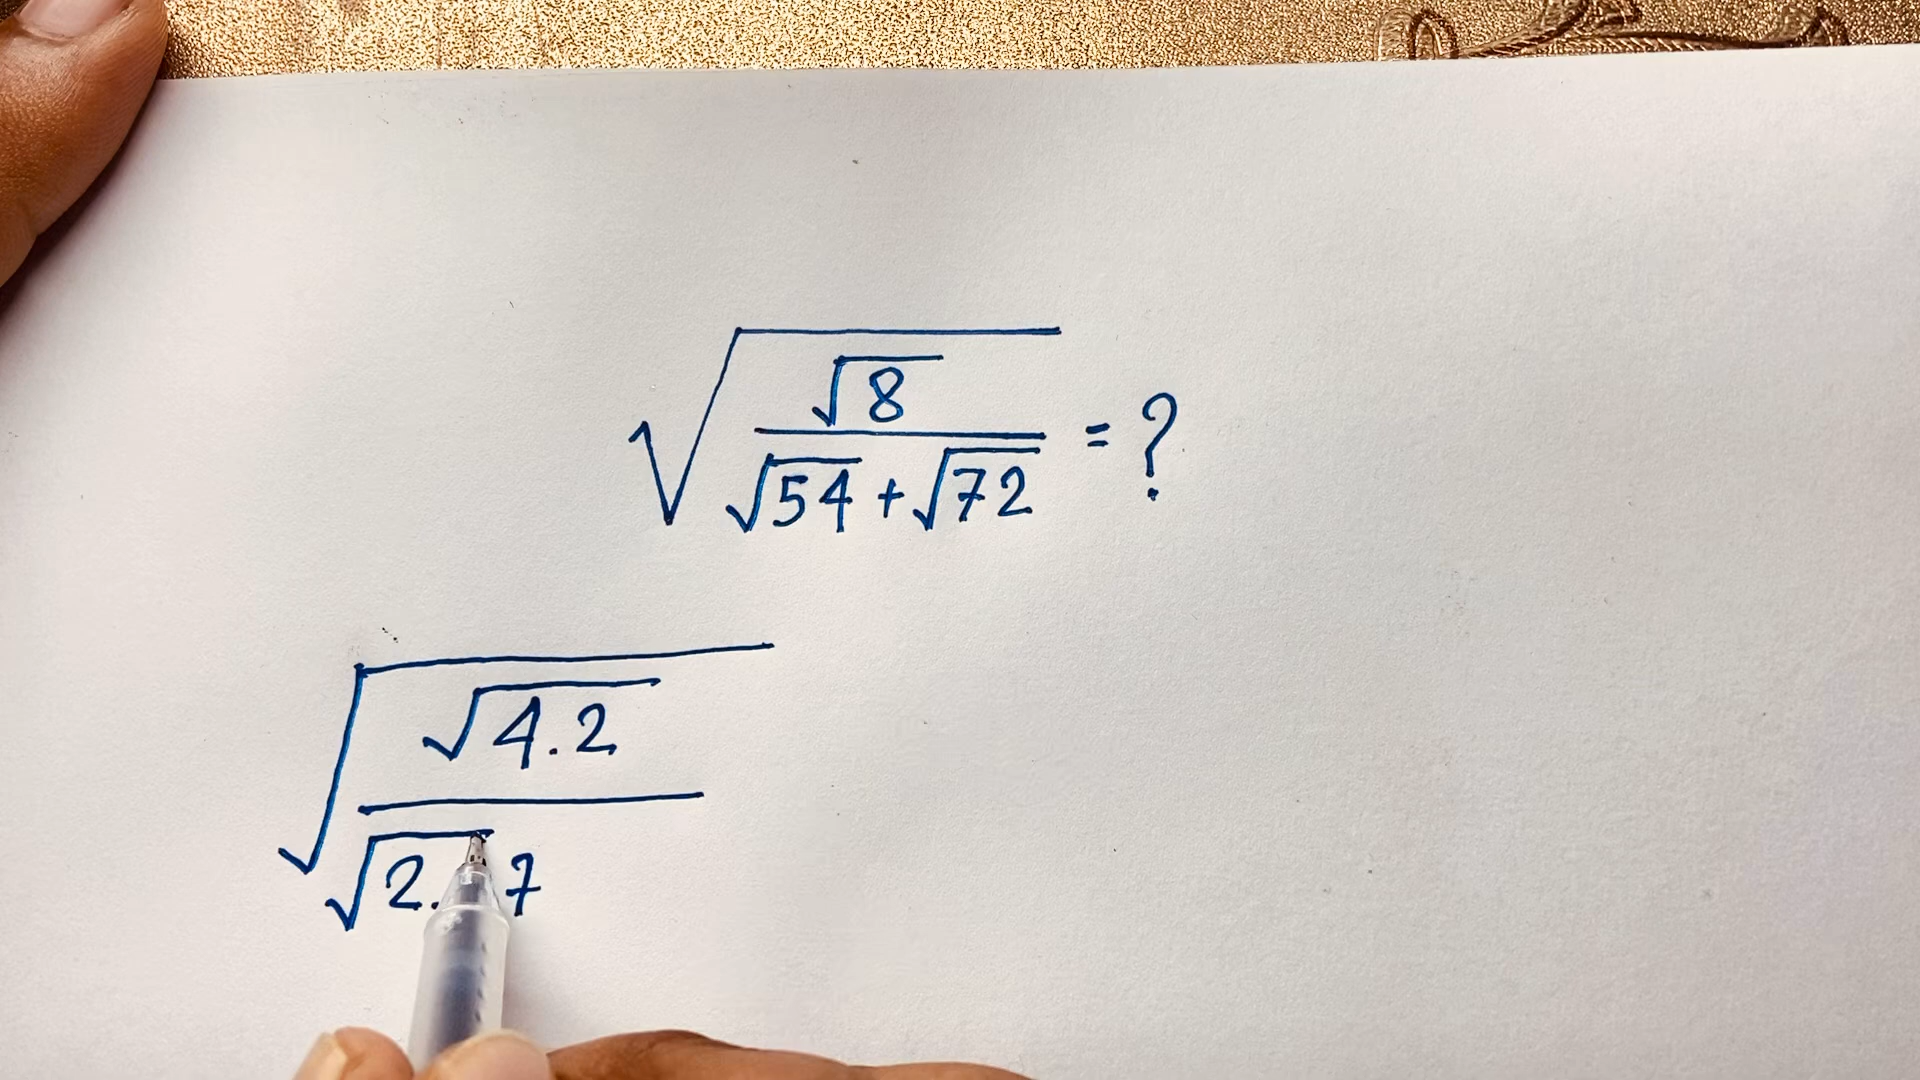 √(√8 / (√54 + √72)) = ?
√(√4.2 /
√2. 7